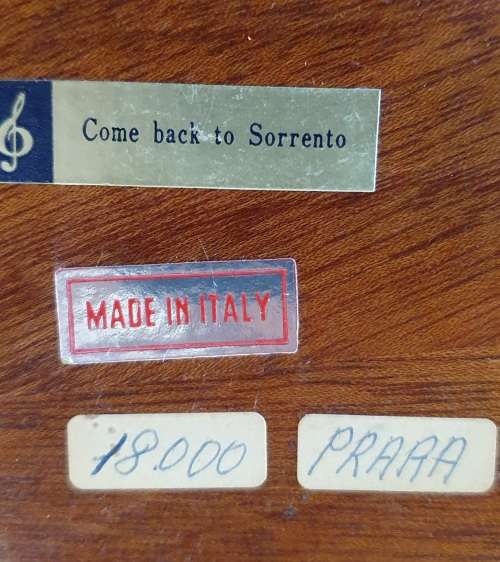 Come back to Sorrento
MADE IN ITALY
18.000
PRAAA